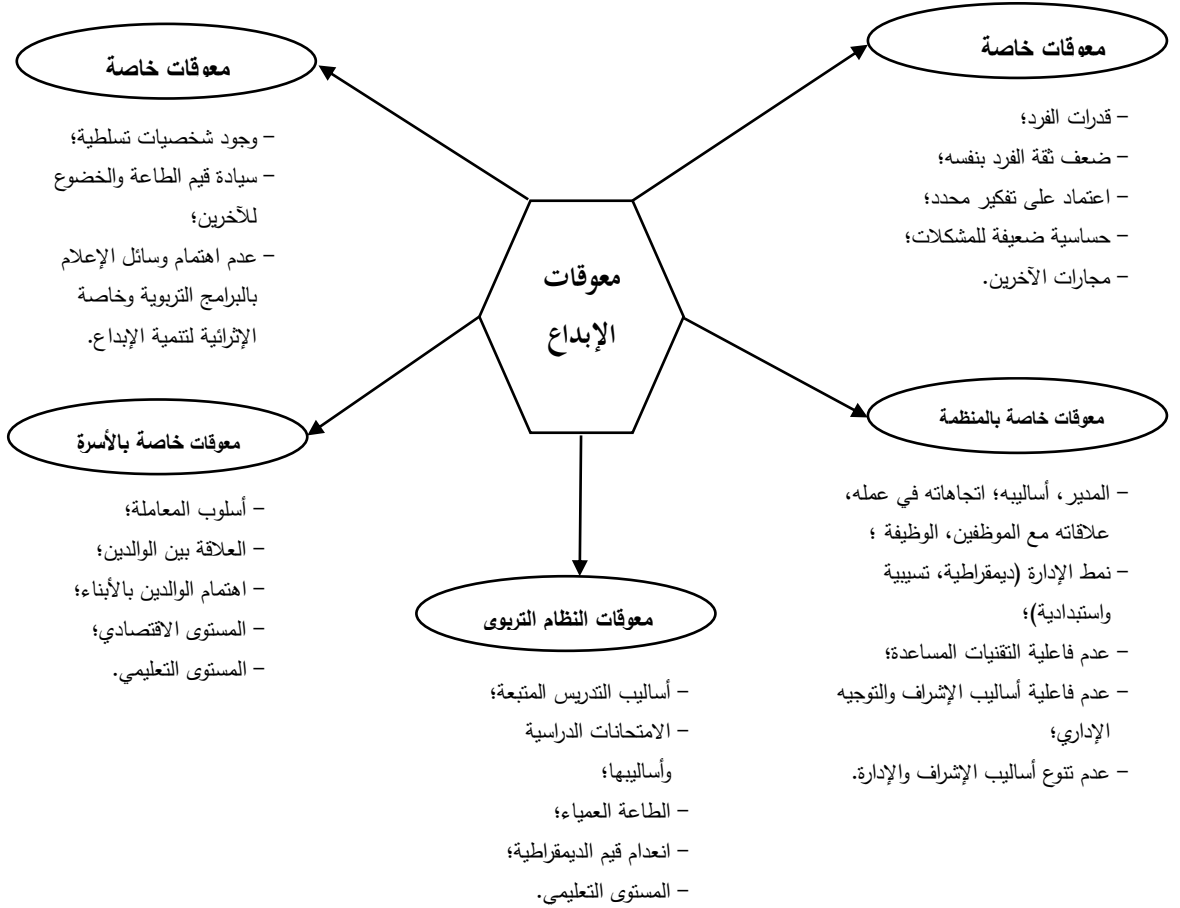 معوقات خاصة
– قدرات الفرد؛
– ضعف ثقة الفرد بنفسه؛
– اعتماد على تفكير محدد؛
– حساسية ضعيفة للمشكلات؛
– مجارات الآخرين.
معوقات خاصة
– وجود شخصيات تسلطية؛
– سيادة قيم الطاعة والخضوع
للآخرين؛
– عدم اهتمام وسائل الإعلام
بالبرامج التربوية وخاصة
الإثرائية لتنمية الإبداع.
معوقات
الإبداع
معوقات خاصة بالمنظمة
– المدير، أساليبه؛ اتجاهاته في عمله،
علاقاته مع الموظفين، الوظيفة ؛
– نمط الإدارة (ديمقراطية، تسيبية
واستبدادية)؛
– عدم فاعلية التقنيات المساعدة؛
– عدم فاعلية أساليب الإشراف والتوجيه
الإداري؛
– عدم تنوع أساليب الإشراف والإدارة.
معوقات خاصة بالأسرة
– أسلوب المعاملة؛
– العلاقة بين الوالدين؛
– اهتمام الوالدين بالأبناء؛
– المستوى الاقتصادي؛
– المستوى التعليمي.
معوقات النظام التربوي
– أساليب التدريس المتبعة؛
– الامتحانات الدراسية
وأساليبها؛
– الطاعة العمياء؛
– انعدام قيم الديمقراطية؛
– المستوى التعليمي.